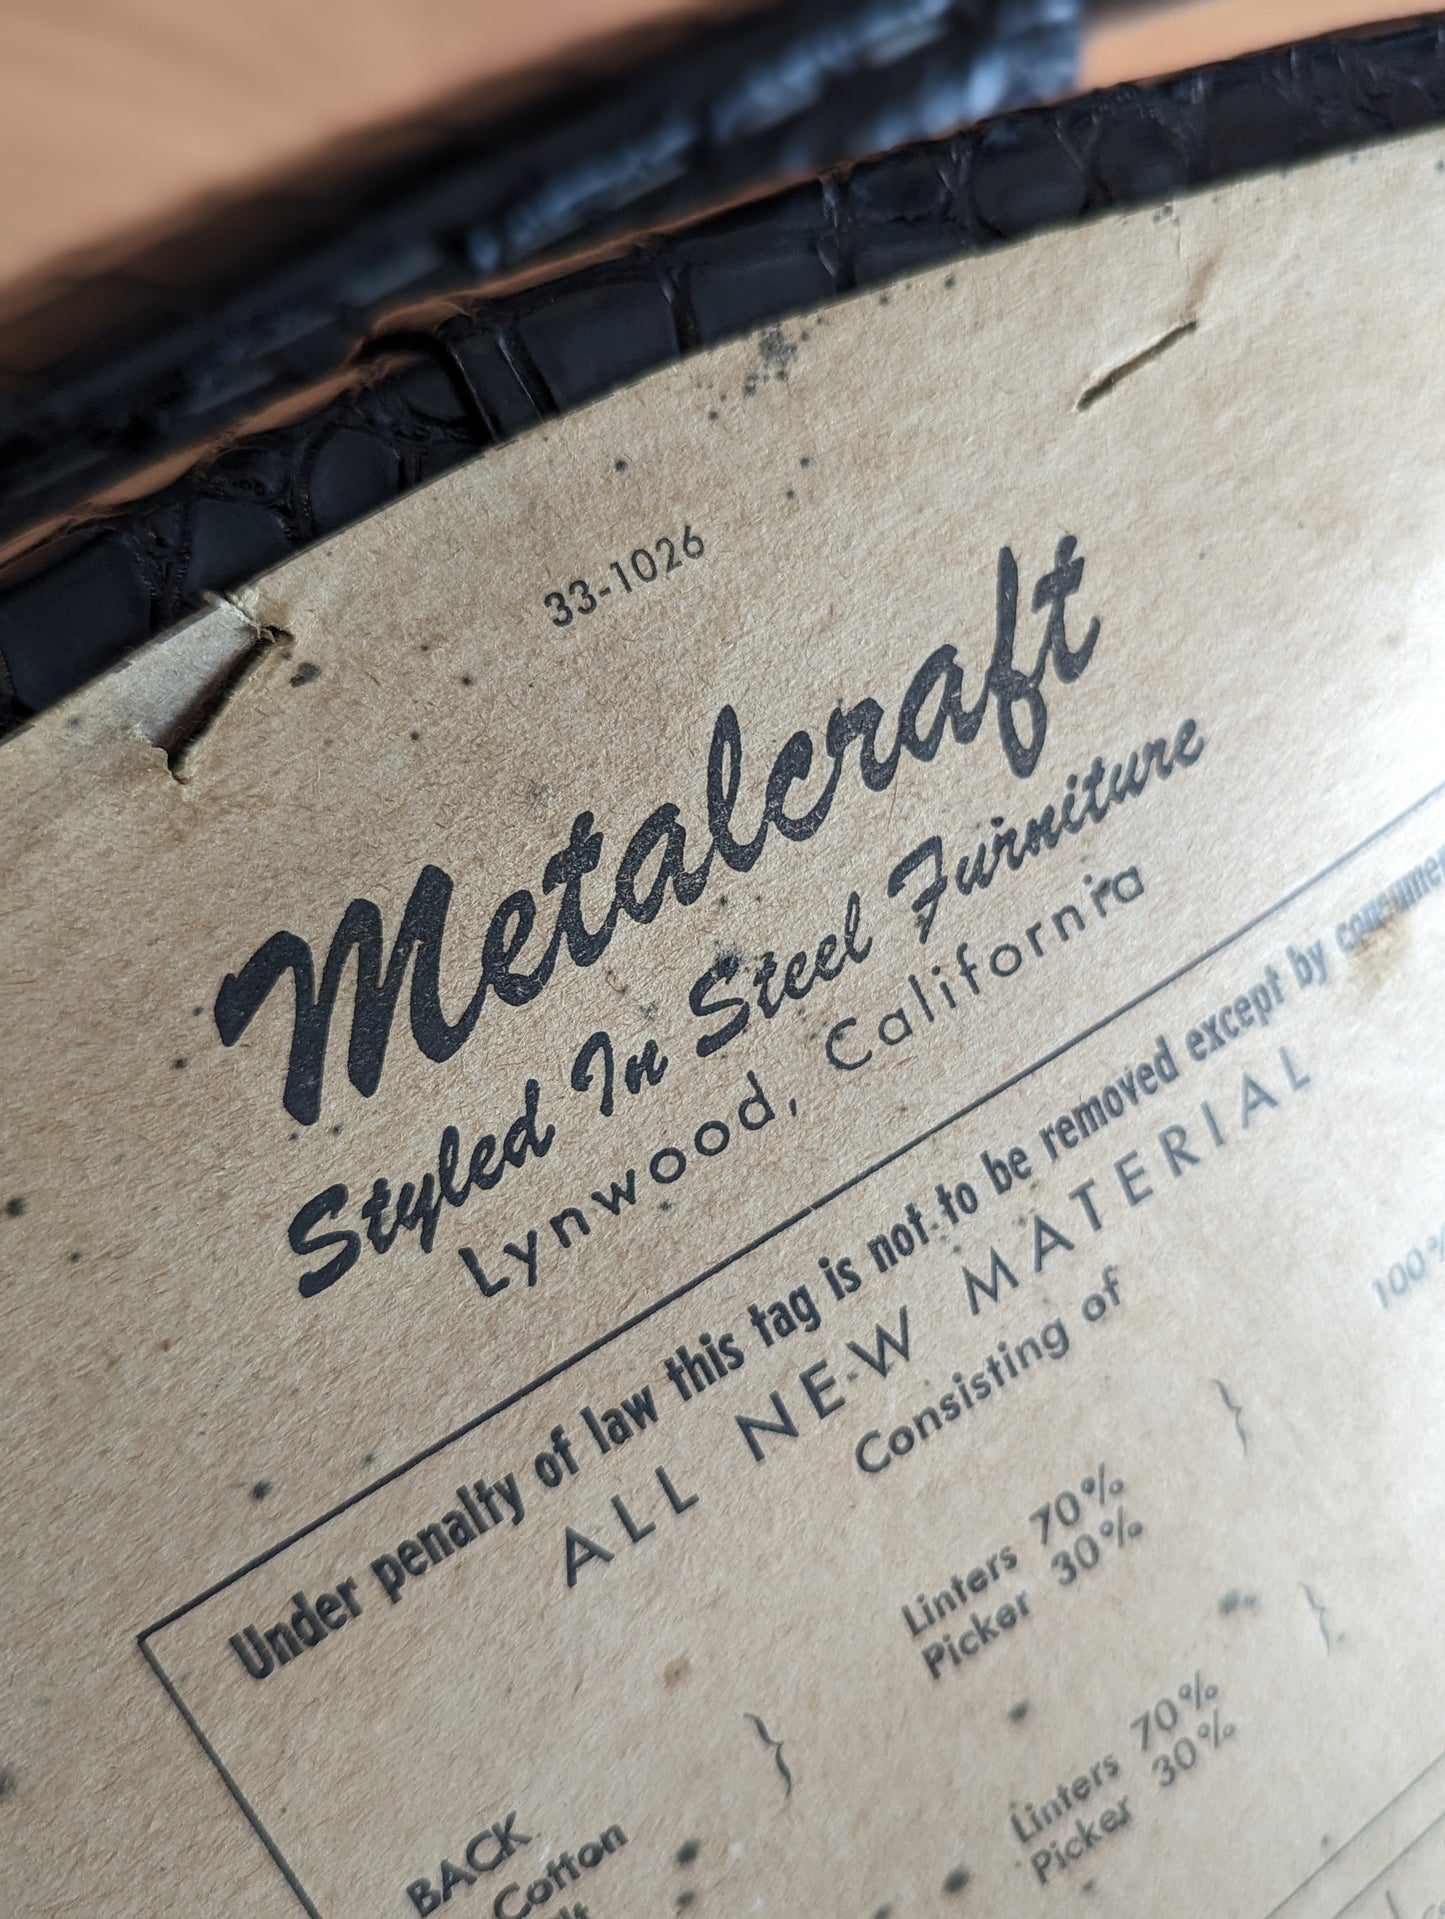 33-1026
Metalcraft
Styled In Steel Furniture
Lynwood, California
Under penalty of law this tag is not to be removed except by consumer
ALL NEW MATERIAL
Consisting of
100%
Linters 70%
Picker 30%
BACK
Cotton
Linters 70%
Picker 30%